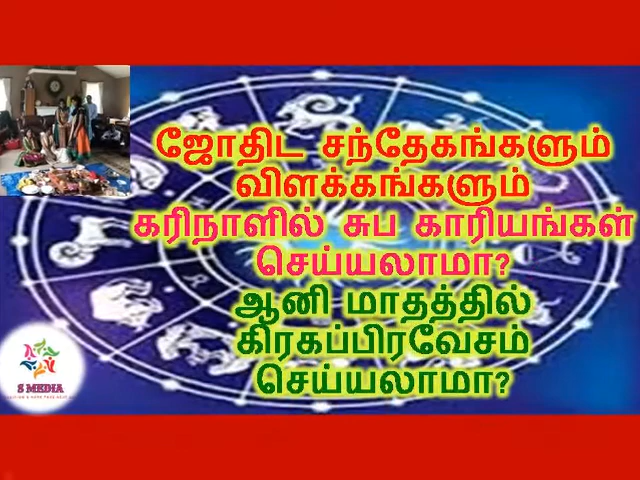 ஜோதிட சந்தேகங்களும்
விளக்கங்களும்
கரிநாளில் சுப காரியங்கள்
செய்யலாமா?
ஆனி மாதத்தில்
கிரகப்பிரவேசம்
செய்யலாமா?
S MEDIA